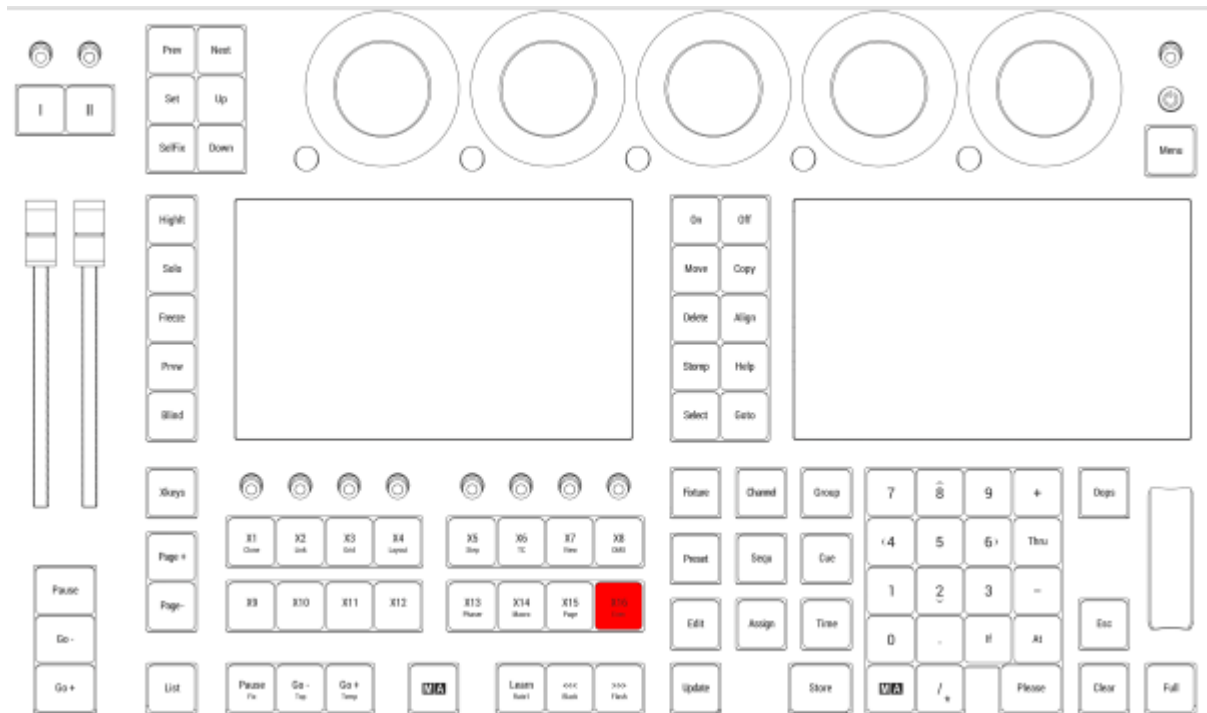 I II
Prev Next
Set Up
SelFix Down
Menu
Highlt
Solo
Freeze
Prvw
Blind
On Off
Move Copy
Delete Align
Stomp Help
Select Goto
Xkeys
Page +
Page-
List
X1 X2 X3 X4
Clone Link Grid Layout
X5 X6 X7 X8
Step TC View DMX
X9 X10 X11 X12
X13 X14 X15 X16
Phaser Macro Page
Pause
Go -
Go +
Pause Go - Go +
Fix Top Temp
MA
Learn <<< >>>
Rate1 Black Flash
Fixture Channel Group
Preset Sequ Cue
Edit Assign Time
Update Store
7 8 9 +
4 5 6 Thru
1 2 3 -
0 . If At
MA / * Please
Oops
Esc
Clear Full